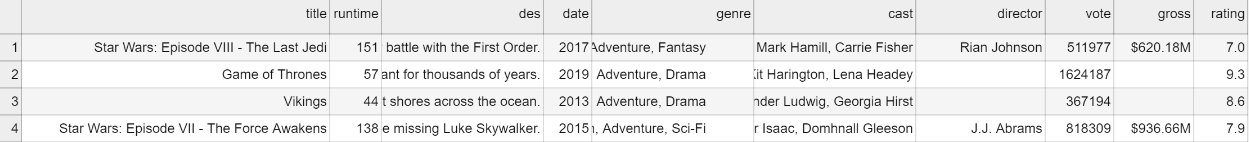 title runtime des date genre cast director vote gross rating
1 Star Wars: Episode VIII - The Last Jedi 151 battle with the First Order. 2017 Adventure, Fantasy Mark Hamill, Carrie Fisher Rian Johnson 511977 $620.18M 7.0
2 Game of Thrones 57 for thousands of years. 2019 Adventure, Drama Harington, Lena Headey 1624187 9.3
3 Vikings 44 shores across the ocean. 2013 Adventure, Drama Ludwig, Georgia Hirst 367194 8.6
4 Star Wars: Episode VII - The Force Awakens 138 missing Luke Skywalker. 2015 Adventure, Sci-Fi Isaac, Domhnall Gleeson J.J. Abrams 818309 $936.66M 7.9